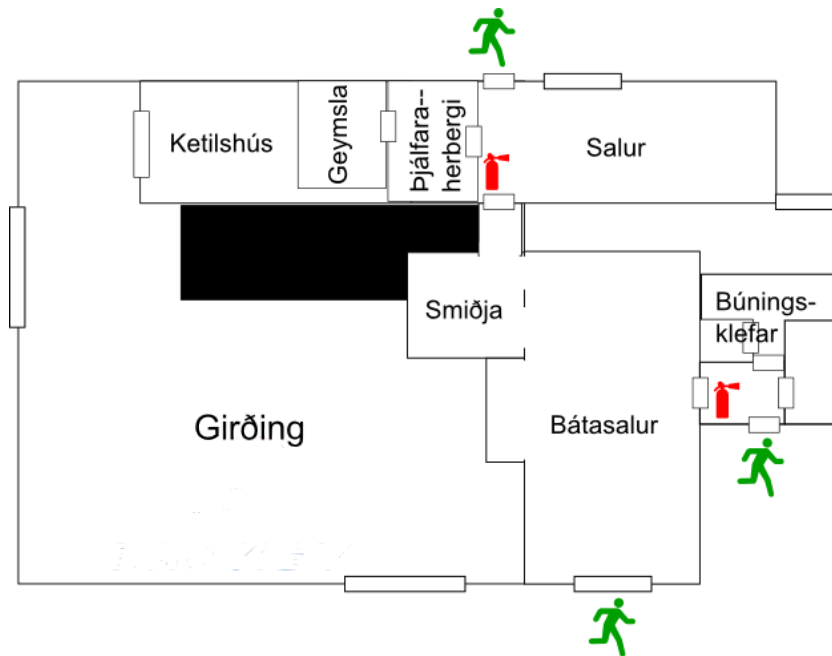 Ketilshús
Geymsla
Þjálfara--
herbergi
Salur
Smiðja
Búnings-
klefar
Girðing
Bátasalur